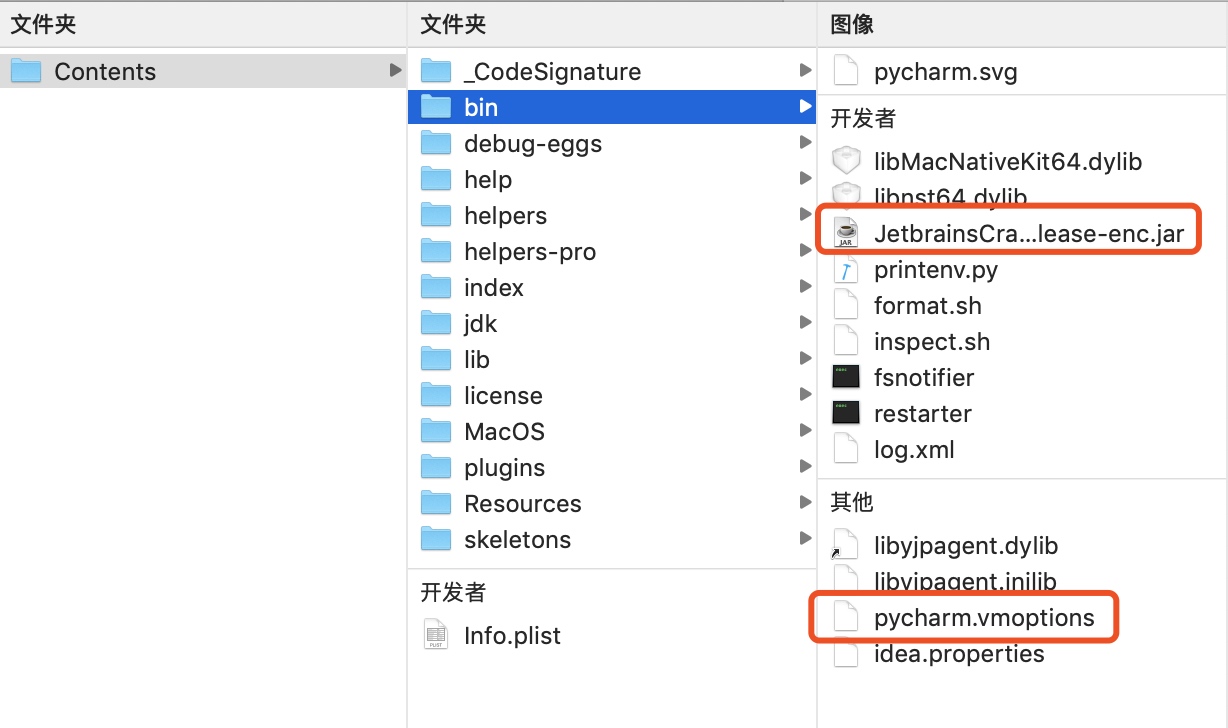 文件夹
Contents
文件夹
_CodeSignature
bin
debug-eggs
help
helpers
helpers-pro
index
jdk
lib
license
MacOS
plugins
Resources
skeletons
开发者
Info.plist
图像
pycharm.svg
开发者
libMacNativeKit64.dylib
libnst64.dylib
JetbrainsCra...lease-enc.jar
printenv.py
format.sh
inspect.sh
fsnotifier
restarter
log.xml
其他
libyjpagent.dylib
libyjpagent.jnilib
pycharm.vmoptions
idea.properties